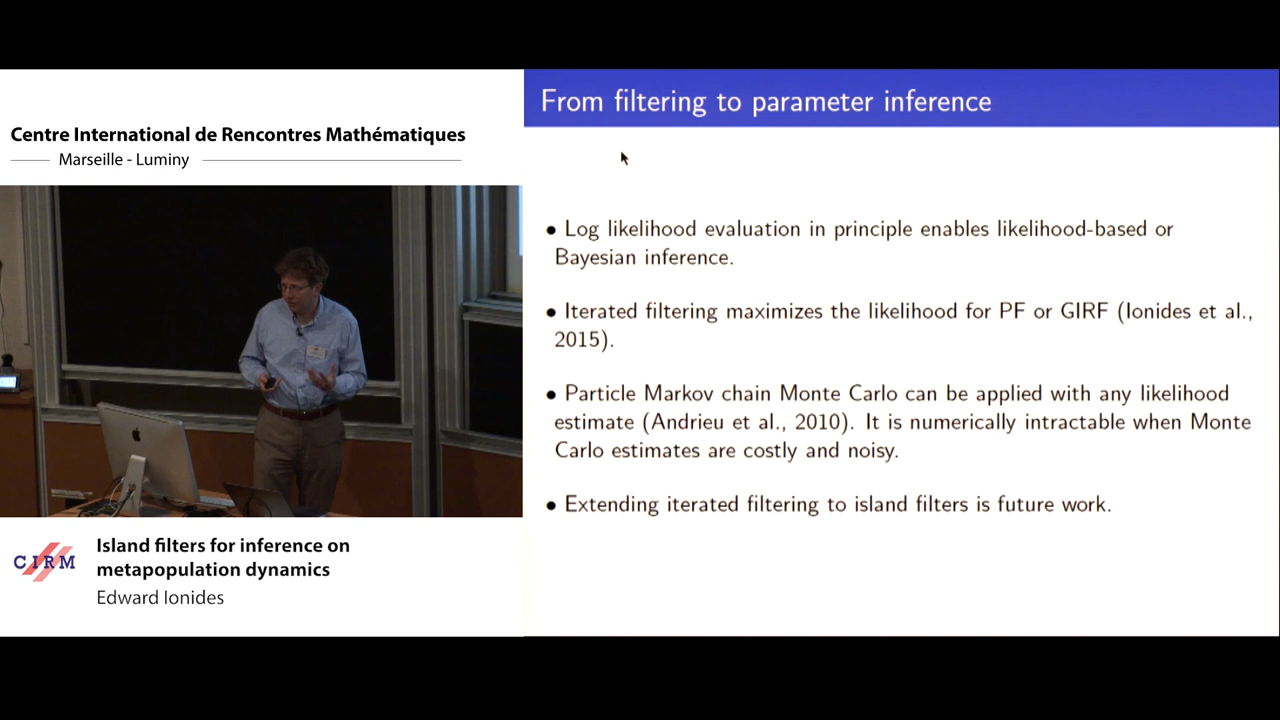 Centre International de Rencontres Mathématiques
Marseille - Luminy
CIRM
Island filters for inference on
metapopulation dynamics
Edward Ionides
From filtering to parameter inference
• Log likelihood evaluation in principle enables likelihood-based or
Bayesian inference.
• Iterated filtering maximizes the likelihood for PF or GIRF (Ionides et al.,
2015).
• Particle Markov chain Monte Carlo can be applied with any likelihood
estimate (Andrieu et al., 2010). It is numerically intractable when Monte
Carlo estimates are costly and noisy.
• Extending iterated filtering to island filters is future work.